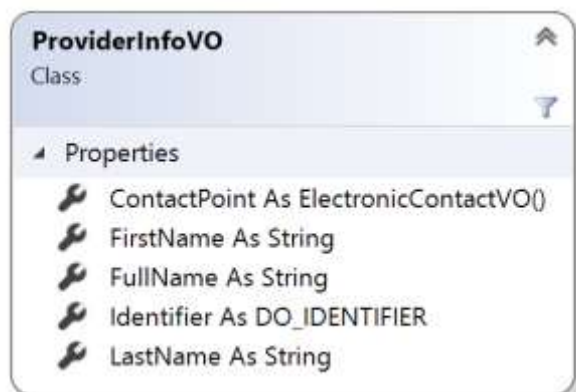 ProviderInfoVO
Class
Properties
ContactPoint As ElectronicContactVO()
FirstName As String
FullName As String
Identifier As DO_IDENTIFIER
LastName As String